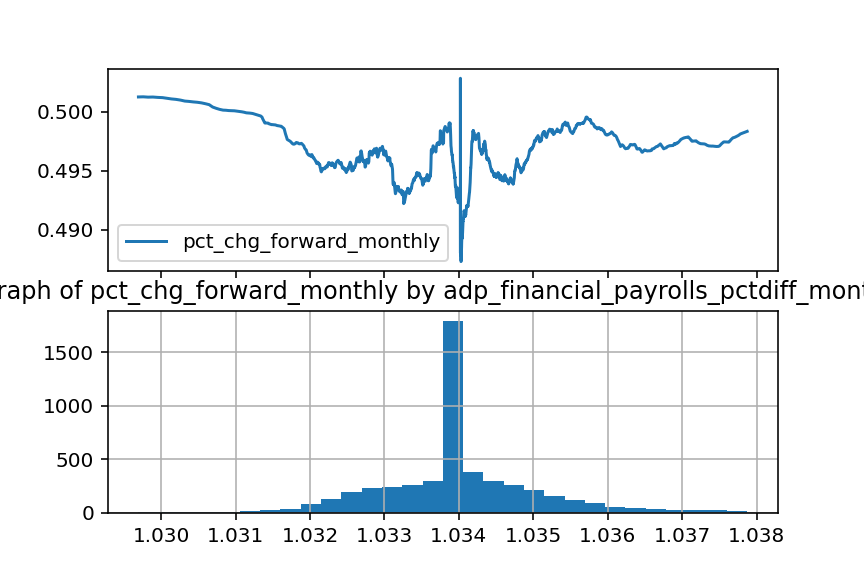 0.500
0.495
0.490
pct_chg_forward_monthly
raph of pct_chg_forward_monthly by adp_financial_payrolls_pctdiff_mont
1500
1000
500
0
1.030 1.031 1.032 1.033 1.034 1.035 1.036 1.037 1.038